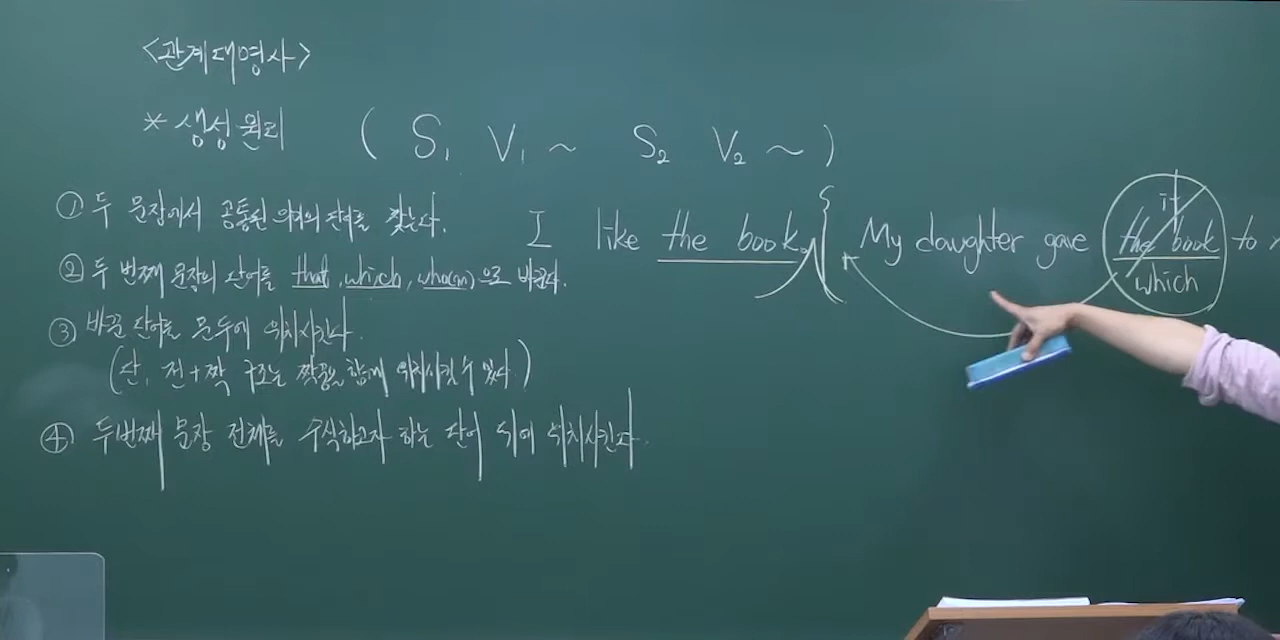 <관계대명사>
* 생성원리 ( S₁ V₁ ~ S₂ V₂ ~ )
① 두 문장에서 공통된 의미의 단어를 찾는다.
② 두 번째 문장의 단어를 that, which, who(m)으로 바꾼다.
③ 바꾼 단어를 문두에 위치시킨다.
(단, 전+짝 구조는 함께 위치시킬 수 있다)
④ 두번째 문장 전체를 수식하고자 하는 단어 뒤에 위치시킨다.
I like the book. { My daughter gave the book to
it
which